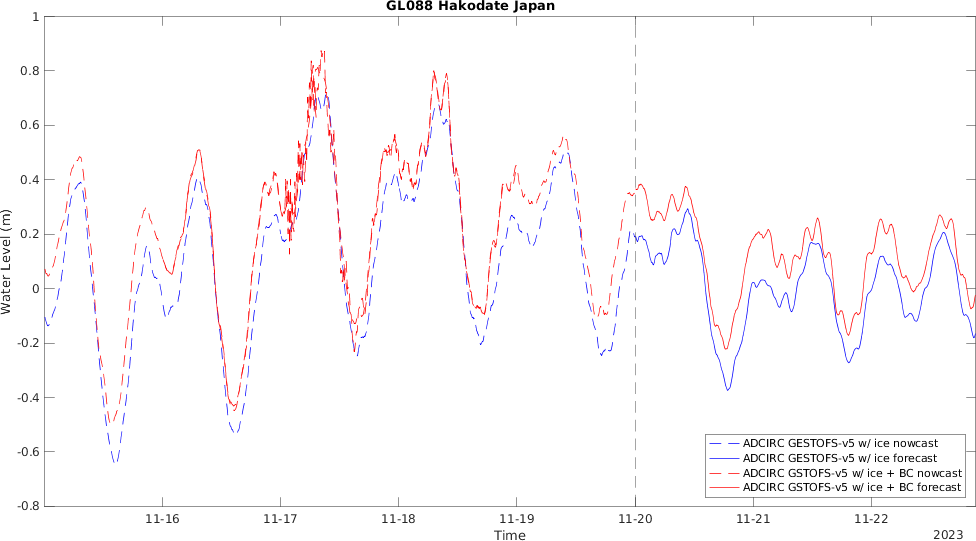 GL088 Hakodate Japan
Water Level (m)
1
0.8
0.6
0.4
0.2
0
-0.2
-0.4
-0.6
-0.8
11-16
11-17
11-18
11-19
11-20
11-21
11-22
Time
2023
ADCIRC GESTOFS-v5 w/ ice nowcast
ADCIRC GESTOFS-v5 w/ ice forecast
ADCIRC GSTOFS-v5 w/ ice + BC nowcast
ADCIRC GSTOFS-v5 w/ ice + BC forecast